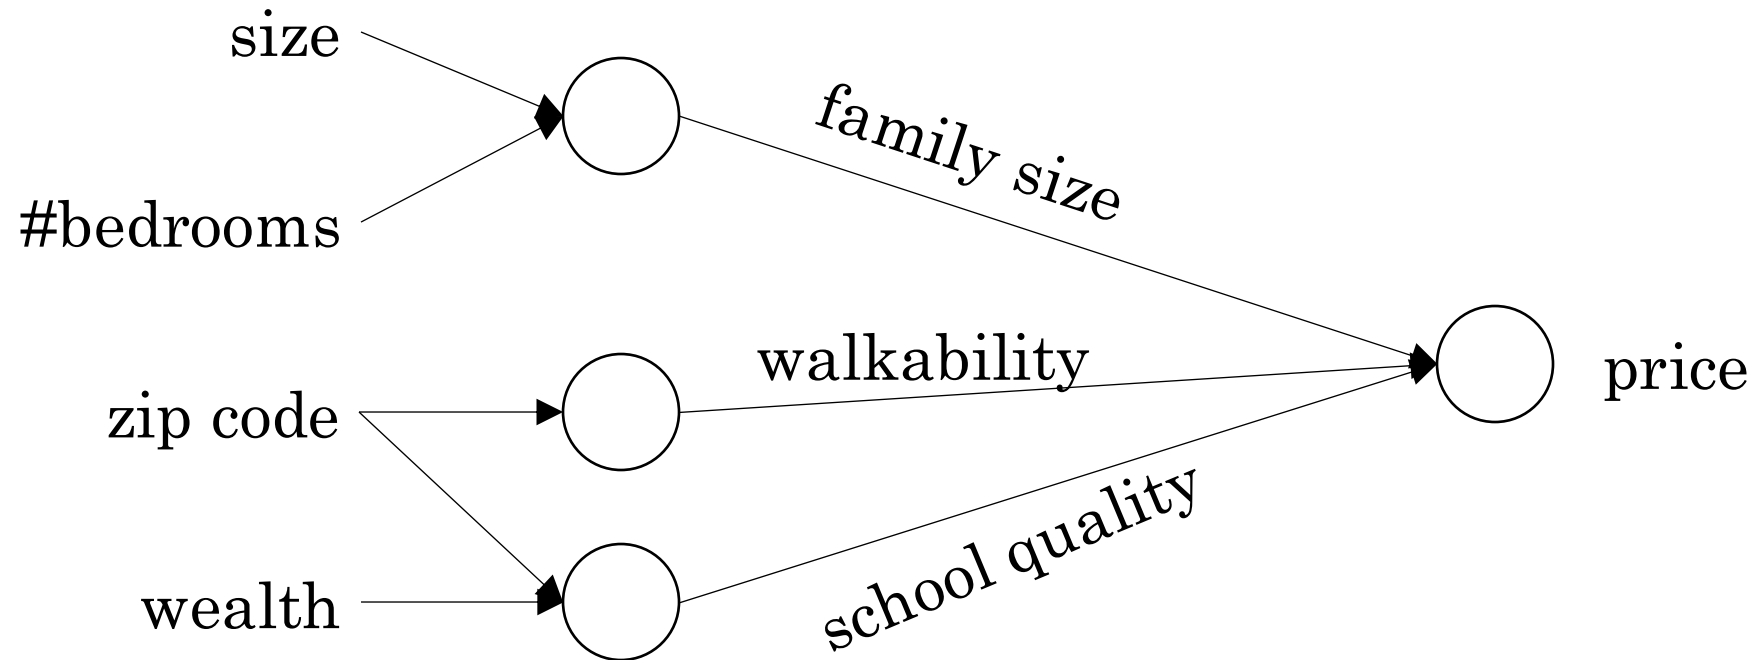 size
family size
#bedrooms
walkability
price
zip code
school quality
wealth